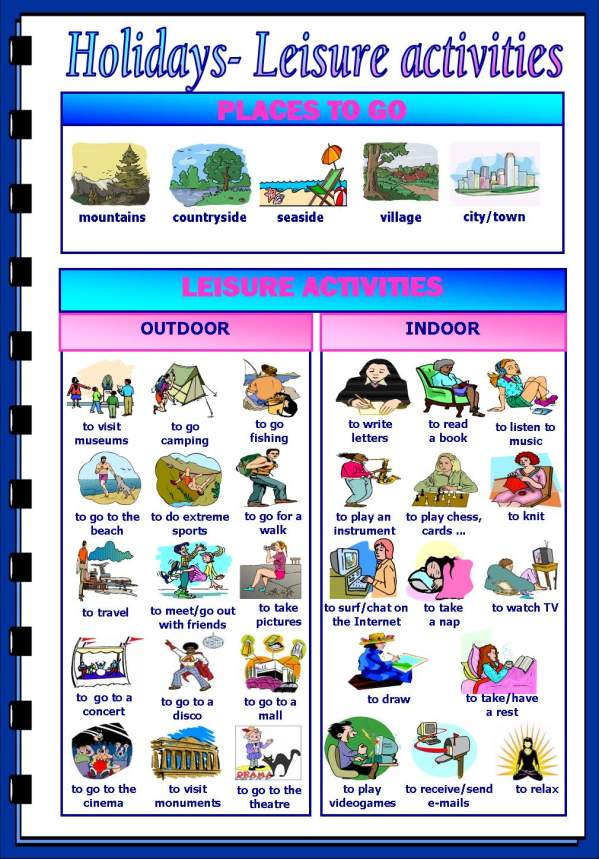 Holidays- Leisure activities
PLACES TO GO
mountains
countryside
seaside
village
city/town
LEISURE ACTIVITIES
OUTDOOR
to visit
museums
to go
camping
to go
fishing
to go to the
beach
to do extreme
sports
to go for a
walk
to travel
to meet/go out
with friends
to take
pictures
to go to a
concert
to go to a
disco
to go to a
mall
to go to the
cinema
to visit
monuments
DRAMA
to go to the
theatre
INDOOR
to write
letters
to read
a book
to listen to
music
to play an
instrument
to play chess,
cards ...
to knit
to surf/chat on
the Internet
to take
a nap
to watch TV
to draw
to take/have
a rest
to play
videogames
to receive/send
e-mails
to relax